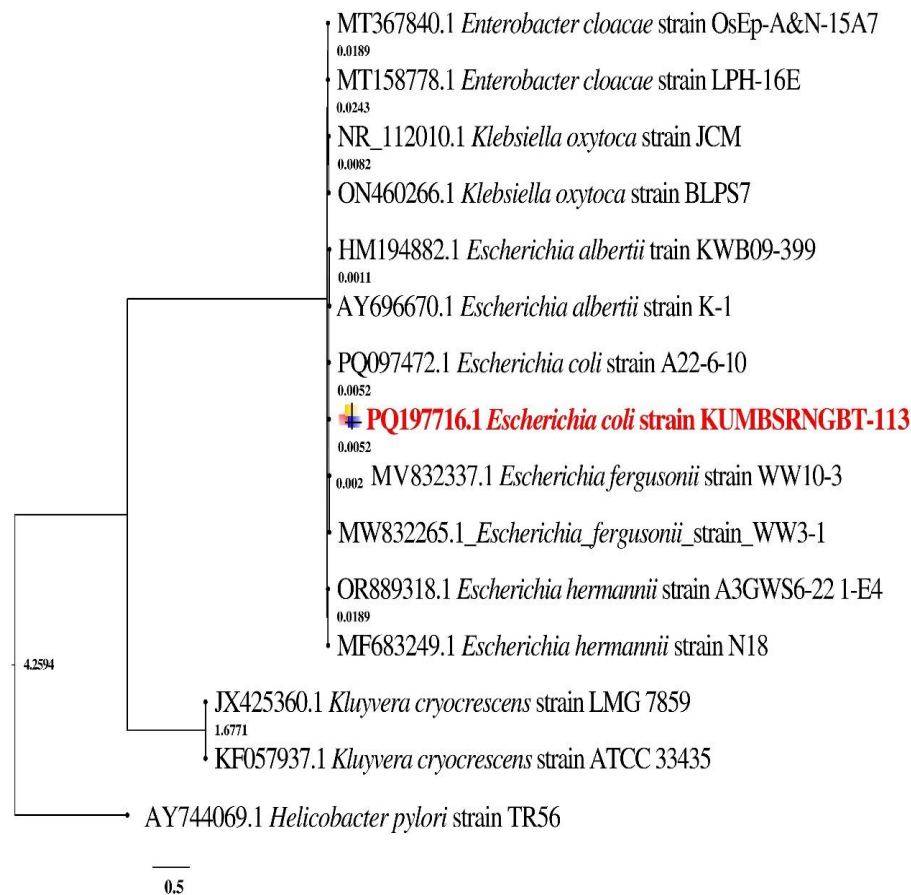 MT367840.1 Enterobacter cloacae strain OsEp-A&N-15A7
0.0189
MT158778.1 Enterobacter cloacae strain LPH-16E
0.0243
NR_112010.1 Klebsiella oxytoca strain JCM
0.0082
ON460266.1 Klebsiella oxytoca strain BLPS7
HM194882.1 Escherichia albertii train KWB09-399
0.0011
AY696670.1 Escherichia albertii strain K-1
PQ097472.1 Escherichia coli strain A22-6-10
0.0052
PQ197716.1 Escherichia coli strain KUMBSRNGBT-113
0.0052
0.002 MV832337.1 Escherichia fergusonii strain WW10-3
MW832265.1_Escherichia_fergusonii_strain_WW3-1
OR889318.1 Escherichia hermannii strain A3GWS6-22 1-E4
0.0189
MF683249.1 Escherichia hermannii strain N18
4.2594
JX425360.1 Kluyvera cryocrescens strain LMG 7859
1.6771
KF057937.1 Kluyvera cryocrescens strain ATCC 33435
AY744069.1 Helicobacter pylori strain TR56
0.5